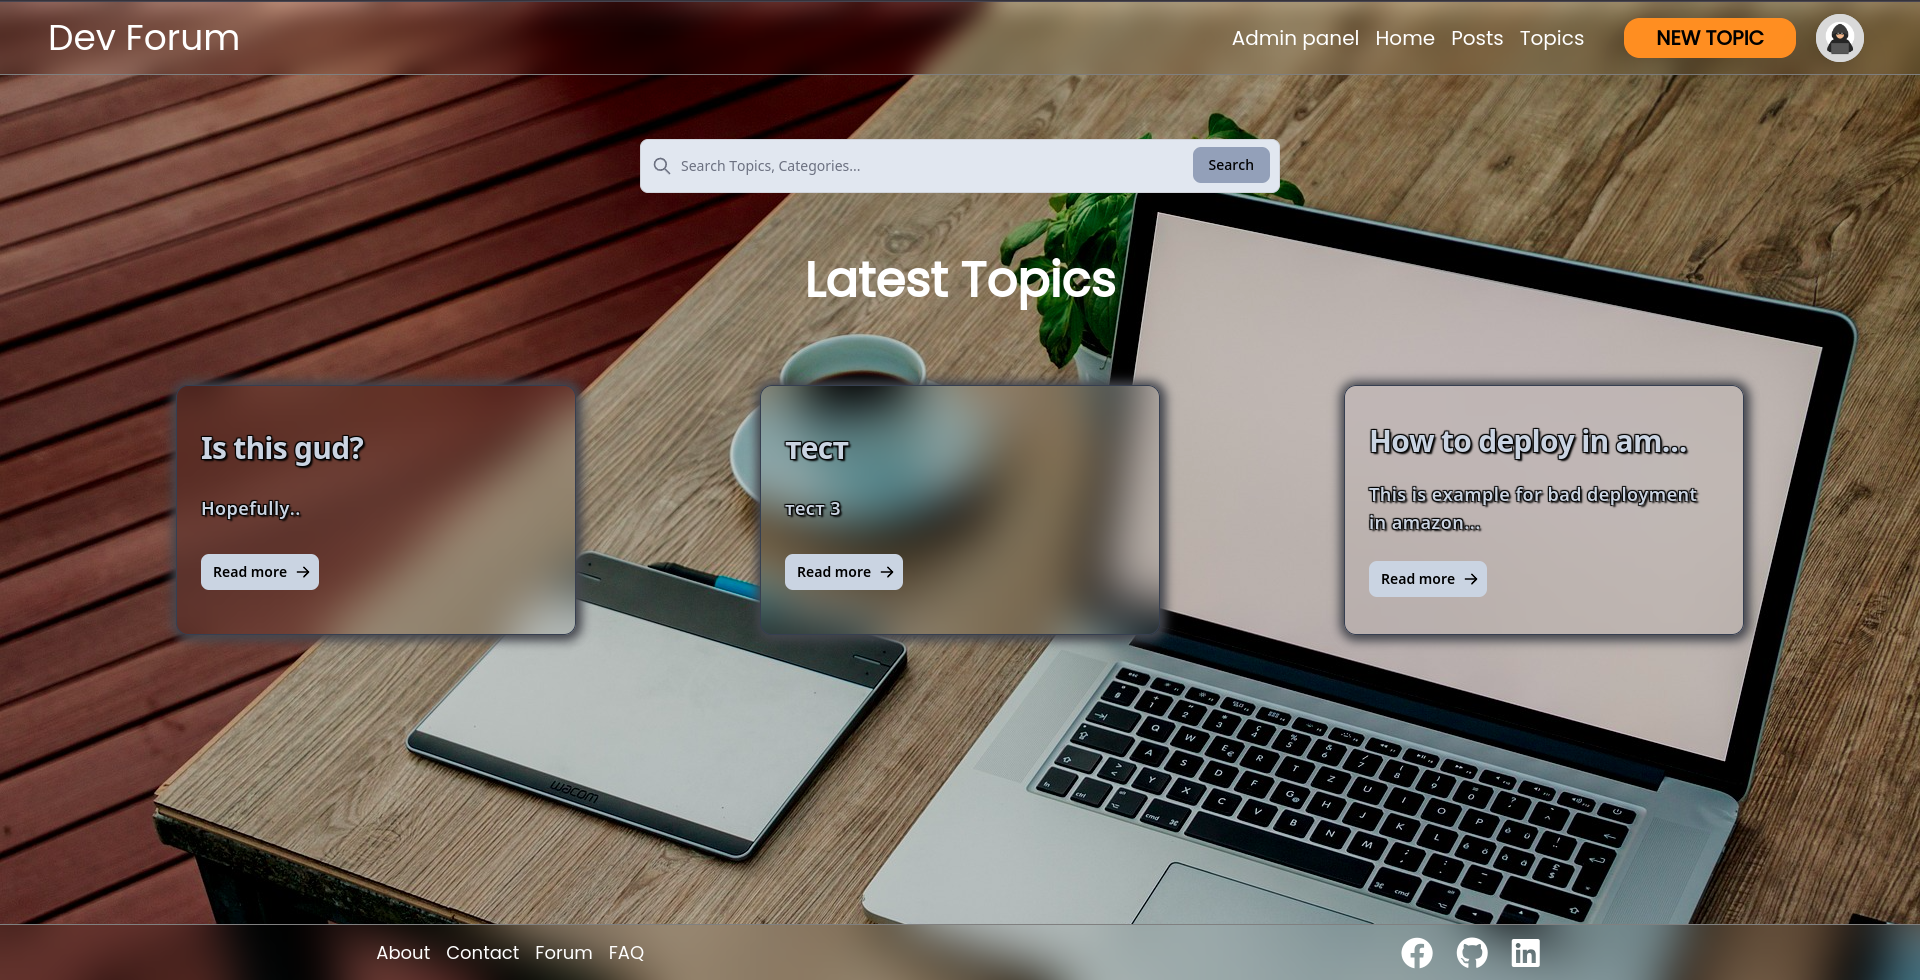 Dev Forum
Admin panel Home Posts Topics NEW TOPIC
Search Topics, Categories... Search
Latest Topics
Is this gud?
Hopefully..
Read more
тест
тест 3
Read more
How to deploy in am...
This is example for bad deployment
in amazon...
Read more
wacom
About Contact Forum FAQ